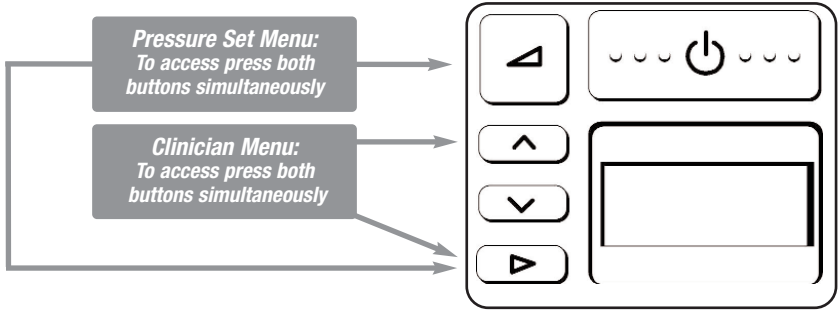 Pressure Set Menu:
To access press both
buttons simultaneously
Clinician Menu:
To access press both
buttons simultaneously